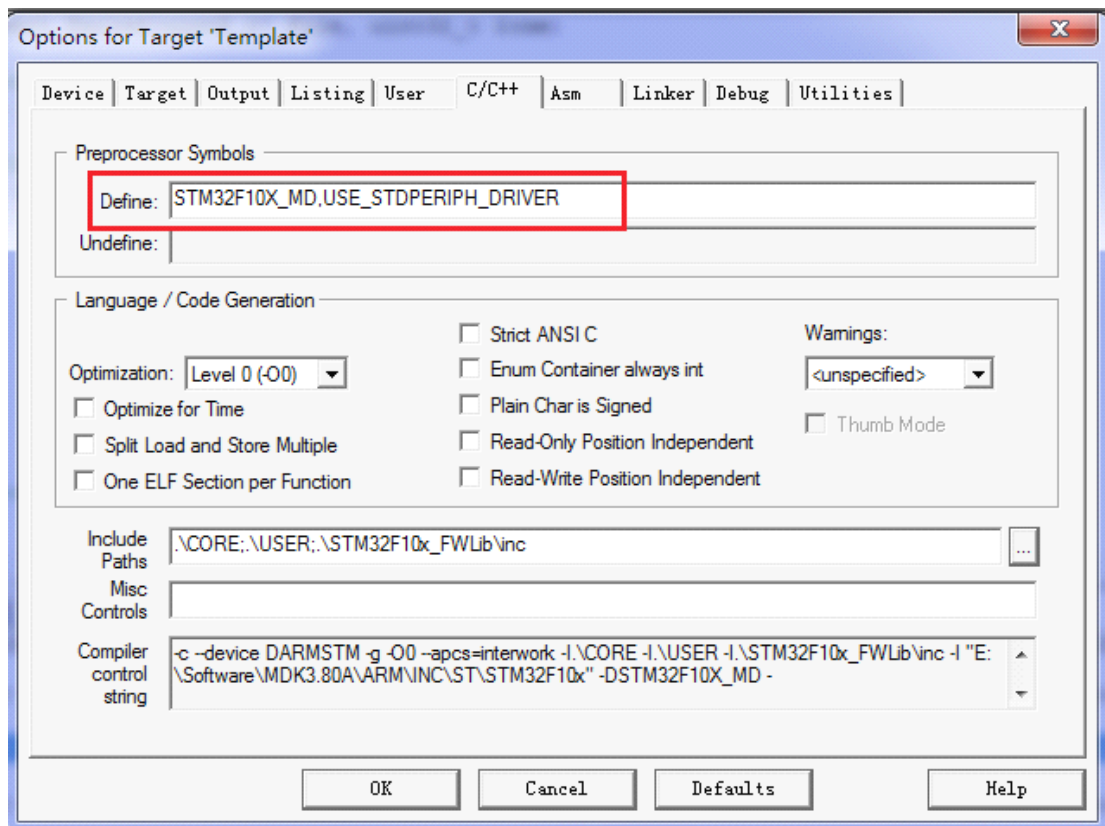 Options for Target 'Template'
Device Target Output Listing User C/C++ Asm Linker Debug Utilities
Preprocessor Symbols
Define: STM32F10X_MD,USE_STDPERIPH_DRIVER
Undefine:
Language / Code Generation
Strict ANSI C
Warnings:
Optimization: Level 0 (-O0)
Enum Container always int
<unspecified>
Optimize for Time
Plain Char is Signed
Thumb Mode
Split Load and Store Multiple
Read-Only Position Independent
One ELF Section per Function
Read-Write Position Independent
Include
Paths
.\CORE;.\USER;.\STM32F10x_FWLib\inc
...
Misc
Controls
Compiler
control
string
-c --device DARMSTM -g -O0 --apcs=interwork -I.\CORE -I.\USER -I.\STM32F10x_FWLib\inc -I "E:
\Software\MDK3.80A\ARM\INC\ST\STM32F10x" -DSTM32F10X_MD -
OK Cancel Defaults Help